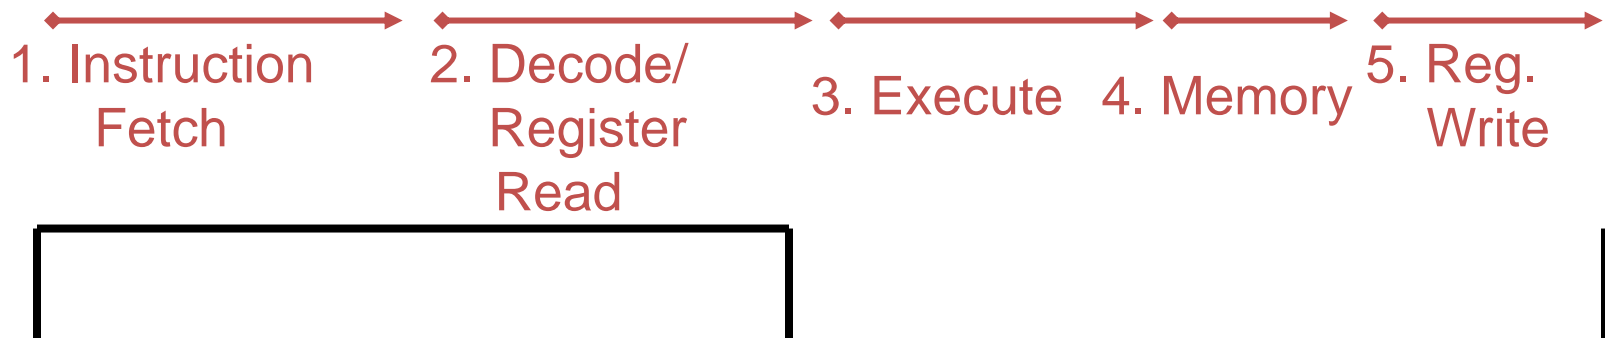 1. Instruction
Fetch
2. Decode/
Register
Read
3. Execute
4. Memory
5. Reg.
Write